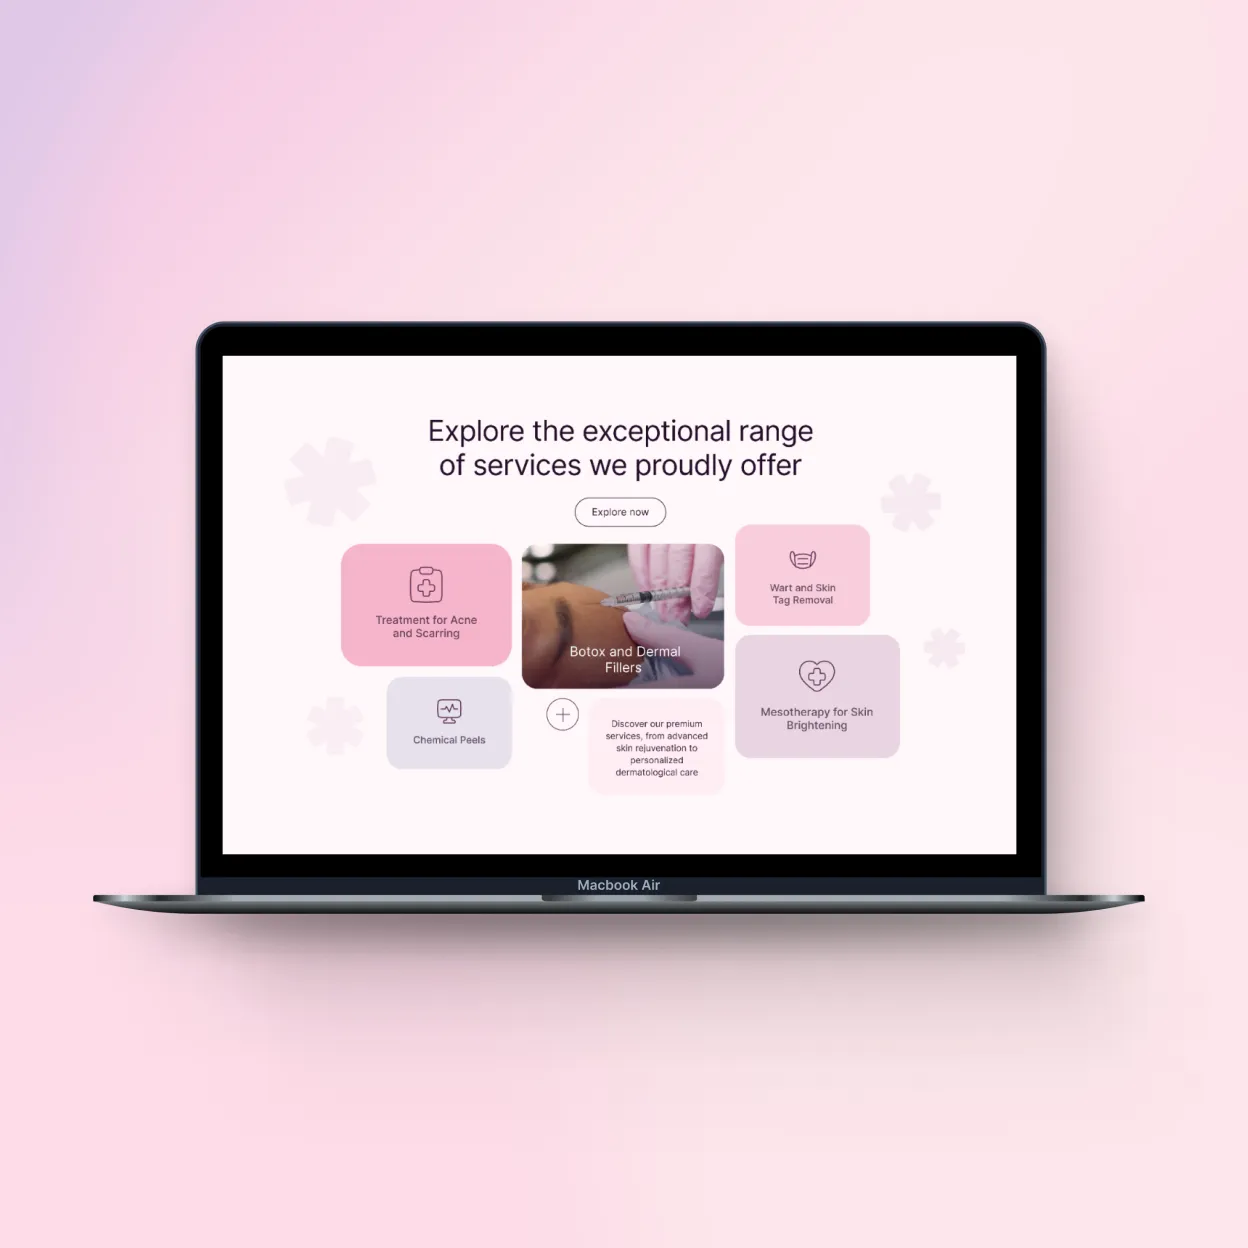 Explore the exceptional range
of services we proudly offer
Explore now
Treatment for Acne
and Scarring
Chemical Peels
Botox and Dermal
Fillers
Discover our premium
services, from advanced
skin rejuvenation to
personalized
dermatological care
Wart and Skin
Tag Removal
Mesotherapy for Skin
Brightening
Macbook Air